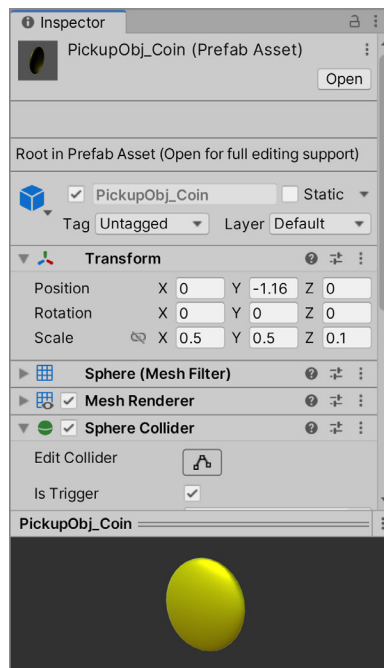 Inspector
PickupObj_Coin (Prefab Asset)
Open
Root in Prefab Asset (Open for full editing support)
PickupObj_Coin Static
Tag Untagged Layer Default
Transform
Position X 0 Y -1.16 Z 0
Rotation X 0 Y 0 Z 0
Scale X 0.5 Y 0.5 Z 0.1
Sphere (Mesh Filter)
Mesh Renderer
Sphere Collider
Edit Collider
Is Trigger
PickupObj_Coin